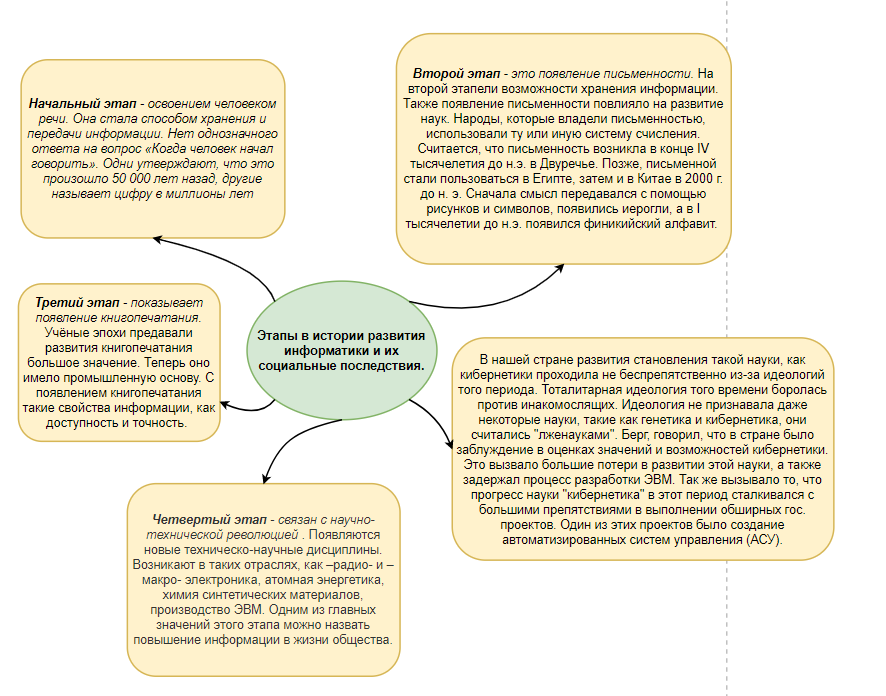 Начальный этап - освоением человеком
речи. Она стала способом хранения и
передачи информации. Нет однозначного
ответа на вопрос «Когда человек начал
говорить». Одни утверждают, что это
произошло 50 000 лет назад, другие
называет цифру в миллионы лет
Второй этап - это появление письменности. На
второй этапели возможности хранения информации.
Также появление письменности повлияло на развитие
наук. Народы, которые владели письменностью,
использовали ту или иную систему счисления.
Считается, что письменность возникла в конце IV
тысячелетия до н.э. в Двуречье. Позже, письменной
стали пользоваться в Египте, затем и в Китае в 2000 г.
до н. э. Сначала смысл передавался с помощью
рисунков и символов, появились иерогли, а в I
тысячелетии до н.э. появился финикийский алфавит.
Третий этап - показывает
появление книгопечатания.
Учёные эпохи предавали
развития книгопечатания
большое значение. Теперь оно
имело промышленную основу. С
появлением книгопечатания
такие свойства информации, как
доступность и точность.
Этапы в истории развития
информатики и их
социальные последствия.
В нашей стране развития становления такой науки, как
кибернетики проходила не беспрепятственно из-за идеологий
того периода. Тоталитарная идеология того времени боролась
против инакомослящих. Идеология не признавала даже
некоторые науки, такие как генетика и кибернетика, они
считались "лженауками". Берг, говорил, что в стране было
заблуждение в оценках значений и возможностей кибернетики.
Это вызвало большие потери в развитии этой науки, а также
задержал процесс разработки ЭВМ. Так же вызывало то, что
прогресс науки "кибернетика" в этот период сталкивался с
большими препятствиями в выполнении обширных гос.
проектов. Один из этих проектов было создание
автоматизированных систем управления (АСУ).
Четвертый этап - связан с научно-
технической революцией . Появляются
новые техническо-научные дисциплины.
Возникают в таких отраслях, как –радио- и –
макро- электроника, атомная энергетика,
химия синтетических материалов,
производство ЭВМ. Одним из главных
значений этого этапа можно назвать
повышение информации в жизни общества.